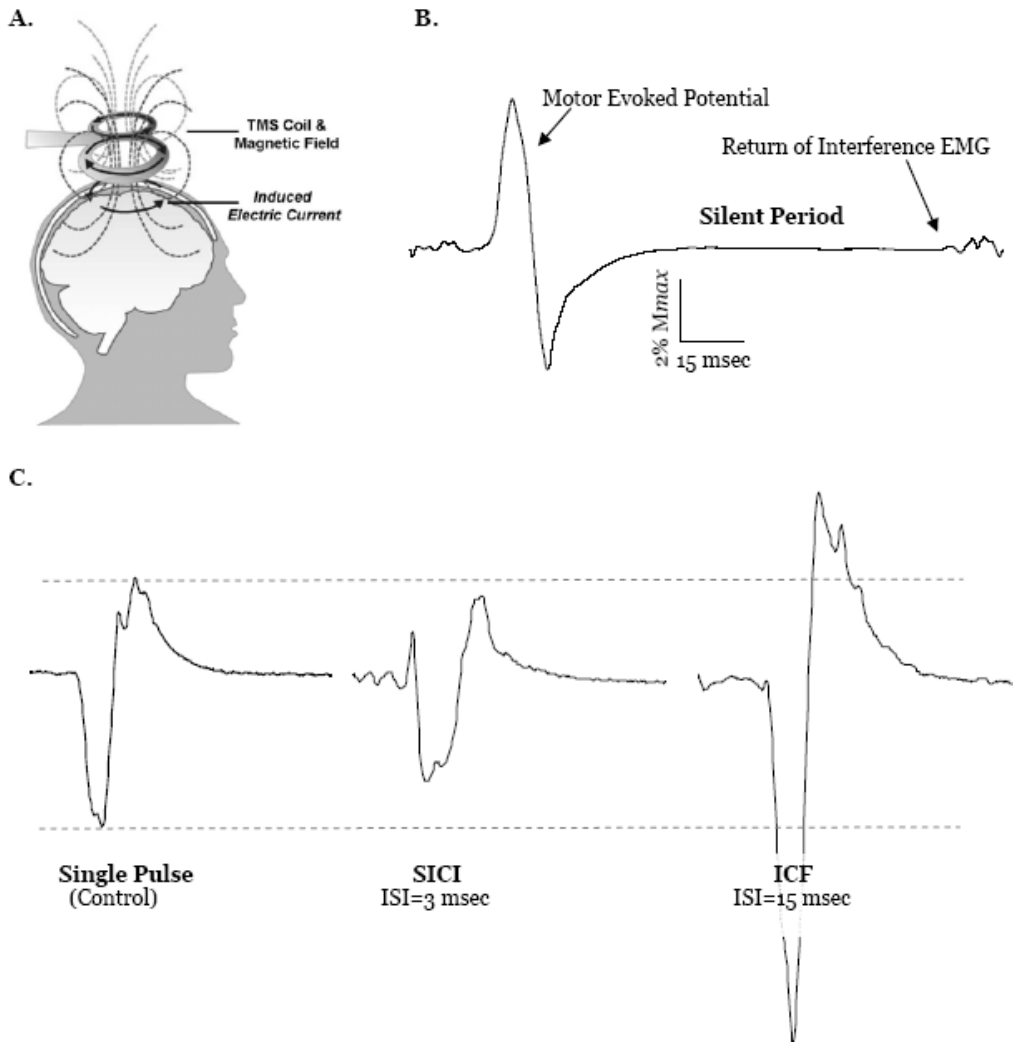 A.
TMS Coil &
Magnetic Field
Induced
Electric Current
B.
Motor Evoked Potential
Return of Interference EMG
Silent Period
2% Mmax
15 msec
C.
Single Pulse
(Control)
SICI
ISI=3 msec
ICF
ISI=15 msec